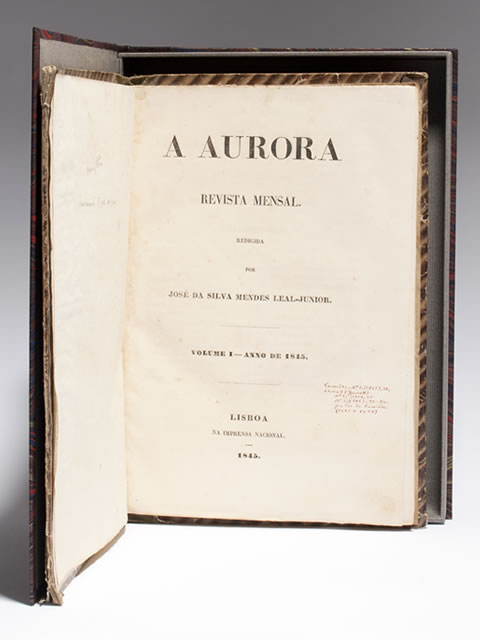 A AURORA
REVISTA MENSAL.
REDIGIDA
POR
JOSÉ DA SILVA MENDES LEAL-JUNIOR.
VOLUME I — ANNO DE 1845.
LISBOA
NA IMPRENSA NACIONAL.
1845.